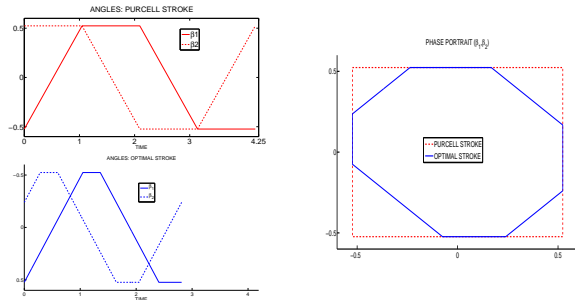 ANGLES: PURCELL STROKE
0.5
0
−0.5
β1
β2
0
1
2
3
4.25
TIME
ANGLES: OPTIMAL STROKE
−0.5
0
0.5
0
1
2
3
4
TIME
PHASE PORTRAIT (β1,β2)
0.5
0
−0.5
PURCELL STROKE
OPTIMAL STROKE
−0.5
0
0.5